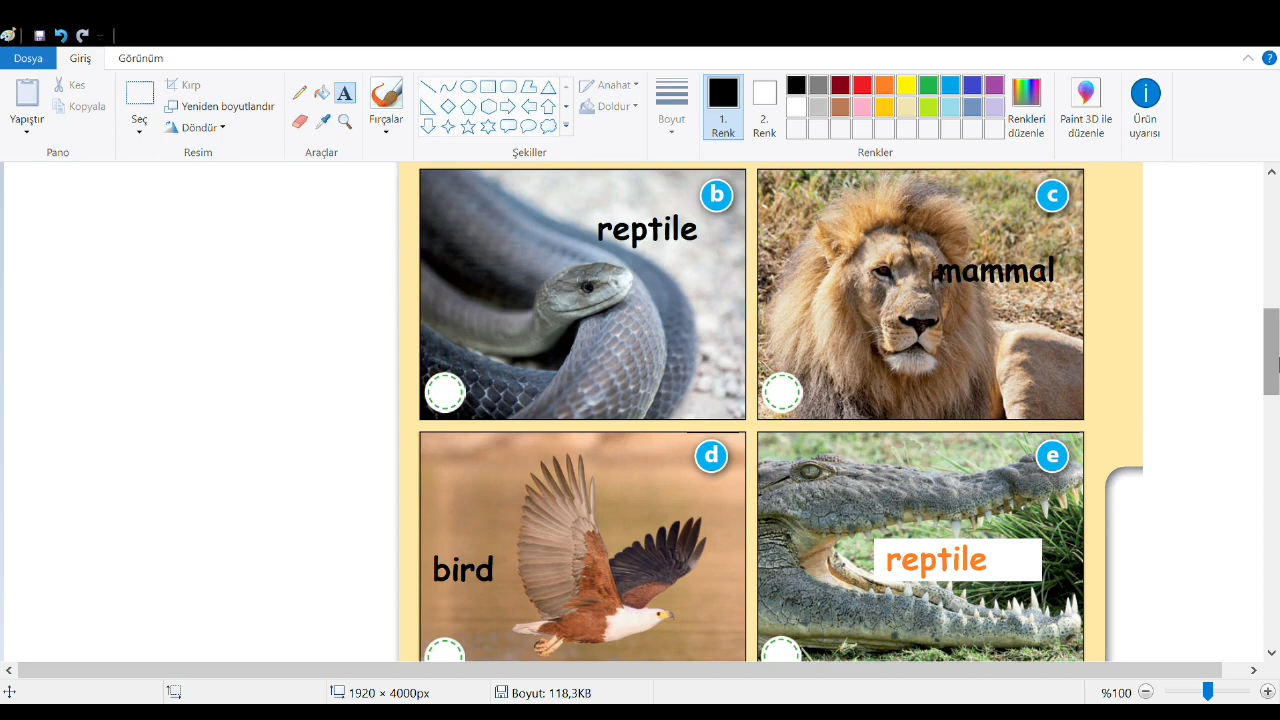 Dosya Giriş Görünüm
Yapıştır
Kes
Kopyala
Pano
Seç
Kırp
Yeniden boyutlandır
Döndür
Resim
A
Araçlar
Fırçalar
Şekiller
Anahat
Doldur
Boyut
1.
Renk
2.
Renk
Renkler
Renkleri
düzenle
Paint 3D ile
düzenle
Ürün
uyarısı
b
reptile
c
mammal
d
bird
e
reptile
1920 × 4000px
Boyut: 118,3KB
%100